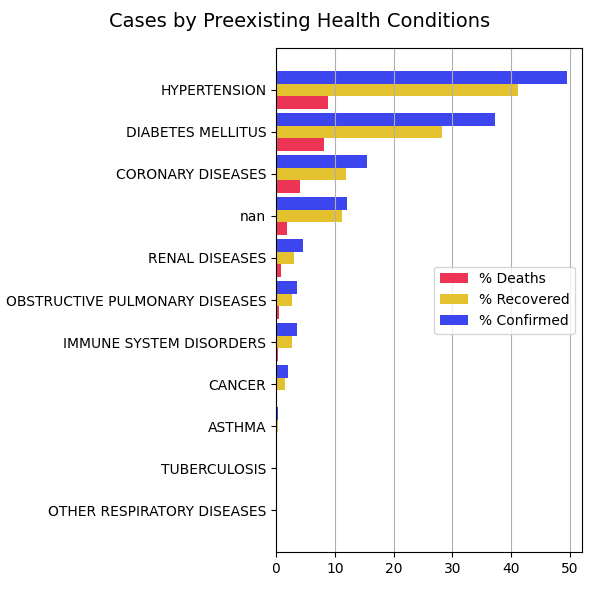 Cases by Preexisting Health Conditions
HYPERTENSION
DIABETES MELLITUS
CORONARY DISEASES
nan
RENAL DISEASES
OBSTRUCTIVE PULMONARY DISEASES
IMMUNE SYSTEM DISORDERS
CANCER
ASTHMA
TUBERCULOSIS
OTHER RESPIRATORY DISEASES
% Deaths
% Recovered
% Confirmed
0 10 20 30 40 50